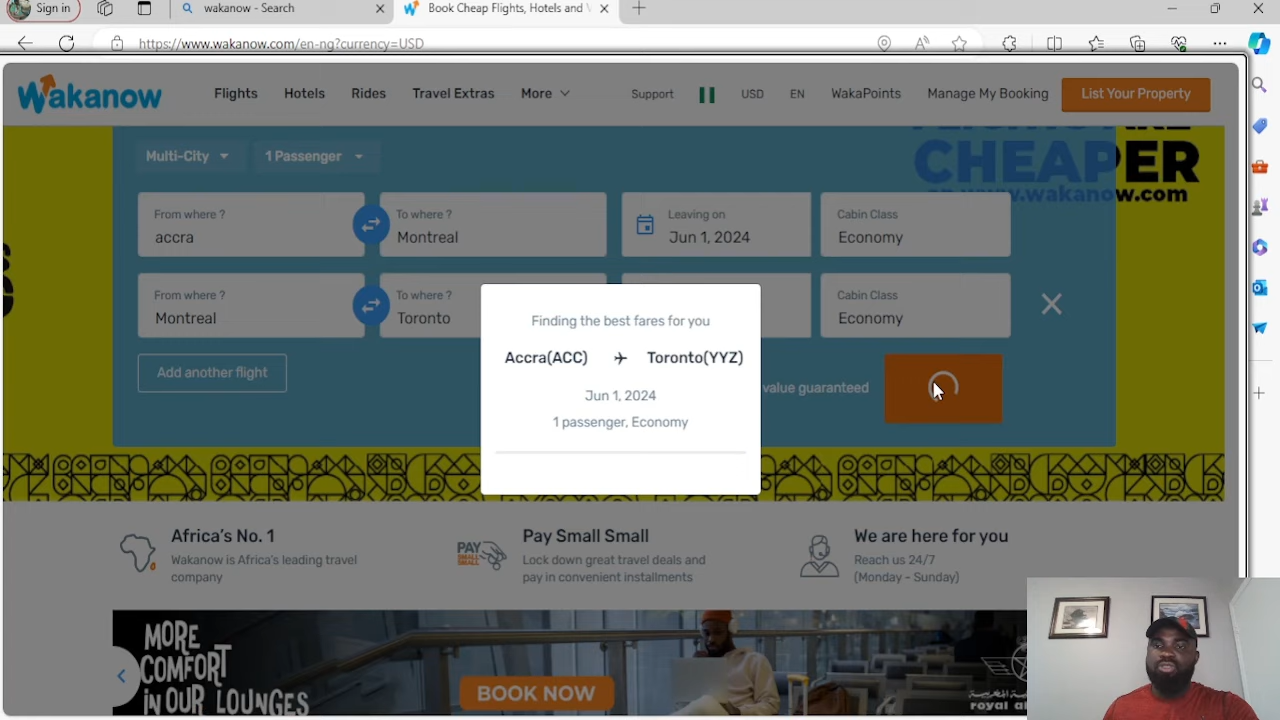 Sign in
wakanow - Search
Book Cheap Flights, Hotels and
https://www.wakanow.com/en-ng?currency=USD
Wakanow
Flights
Hotels
Rides
Travel Extras
More
Support
USD
EN
WakaPoints
Manage My Booking
List Your Property
CHEAPER
www.wakanow.com
Multi-City
1 Passenger
From where ?
accra
To where ?
Montreal
Leaving on
Jun 1, 2024
Cabin Class
Economy
From where ?
Montreal
To where ?
Toronto
Cabin Class
Economy
Add another flight
value guaranteed
Finding the best fares for you
Accra(ACC)
Toronto(YYZ)
Jun 1, 2024
1 passenger, Economy
Africa's No. 1
Wakanow is Africa's leading travel
company
PAY
SMALL
SMALL
Pay Small Small
Lock down great travel deals and
pay in convenient installments
We are here for you
Reach us 24/7
(Monday - Sunday)
MORE
COMFORT
IN OUR LOUNGES
BOOK NOW
royal